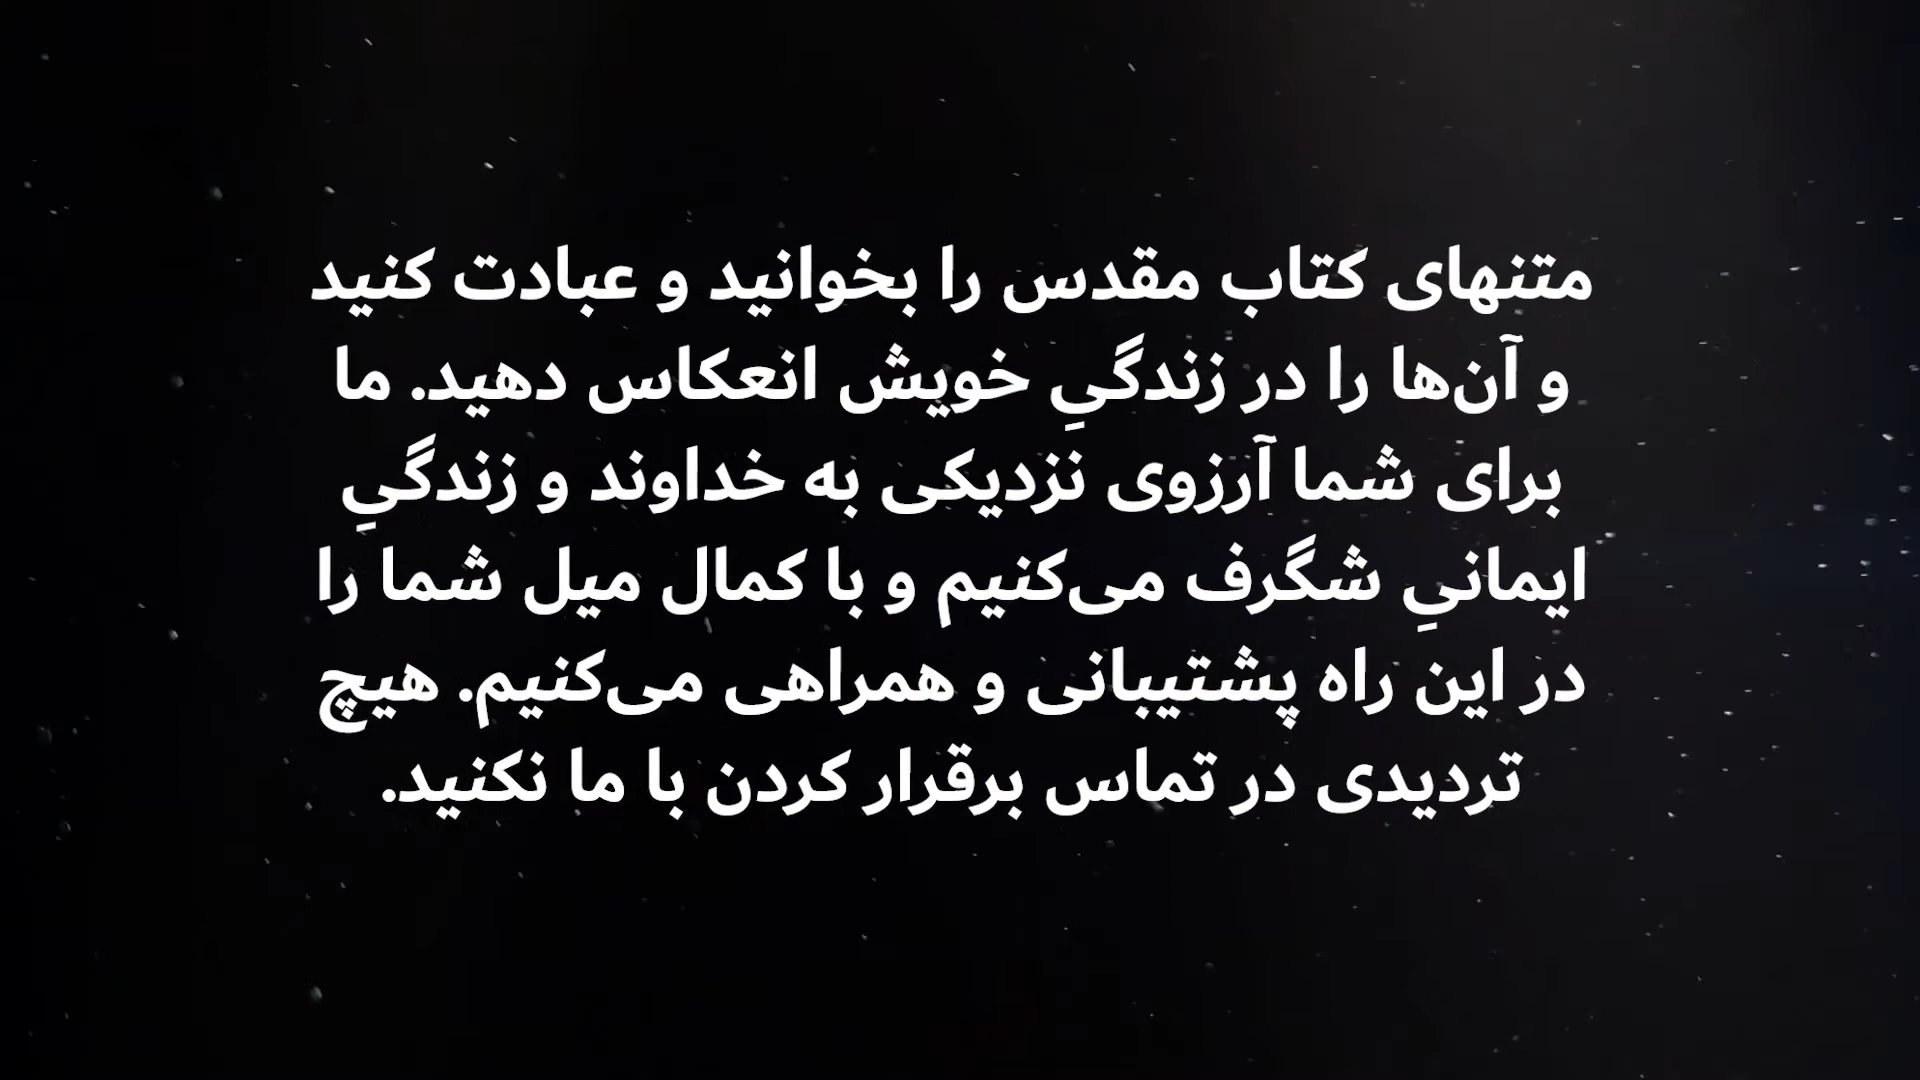 متنهای کتاب مقدس را بخوانید و عبادت کنید
و آن‌ها را در زندگیِ خویش انعکاس دهید. ما
برای شما آرزوی نزدیکی به خداوند و زندگیِ
ایمانیِ شگرف می‌کنیم و با کمال میل شما را
در این راه پشتیبانی و همراهی می‌کنیم. هیچ
تردیدی در تماس برقرار کردن با ما نکنید.